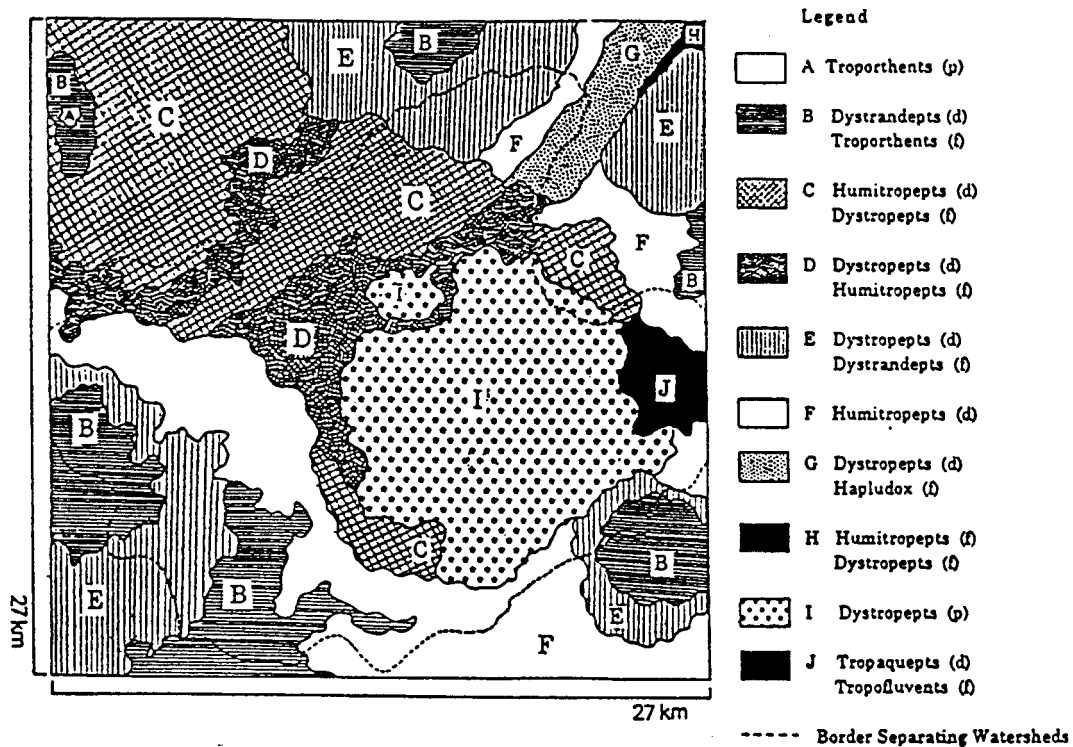 Legend
A Troporthents (p)
B Dystrandepts (d)
Troporthents (f)
C Humitropepts (d)
Dystropepts (f)
D Dystropepts (d)
Humitropepts (f)
E Dystropepts (d)
Dystrandepts (f)
F Humitropepts (d)
G Dystropepts (d)
Hapludox (f)
H Humitropepts (f)
Dystropepts (f)
I Dystropepts (p)
J Tropaquepts (d)
Tropofluvents (f)
Border Separating Watersheds
E
B
G
H
B
A
C
E
D
F
C
F
C
B
I
D
J
I
B
C
B
E
B
E
F
27 km
27 km